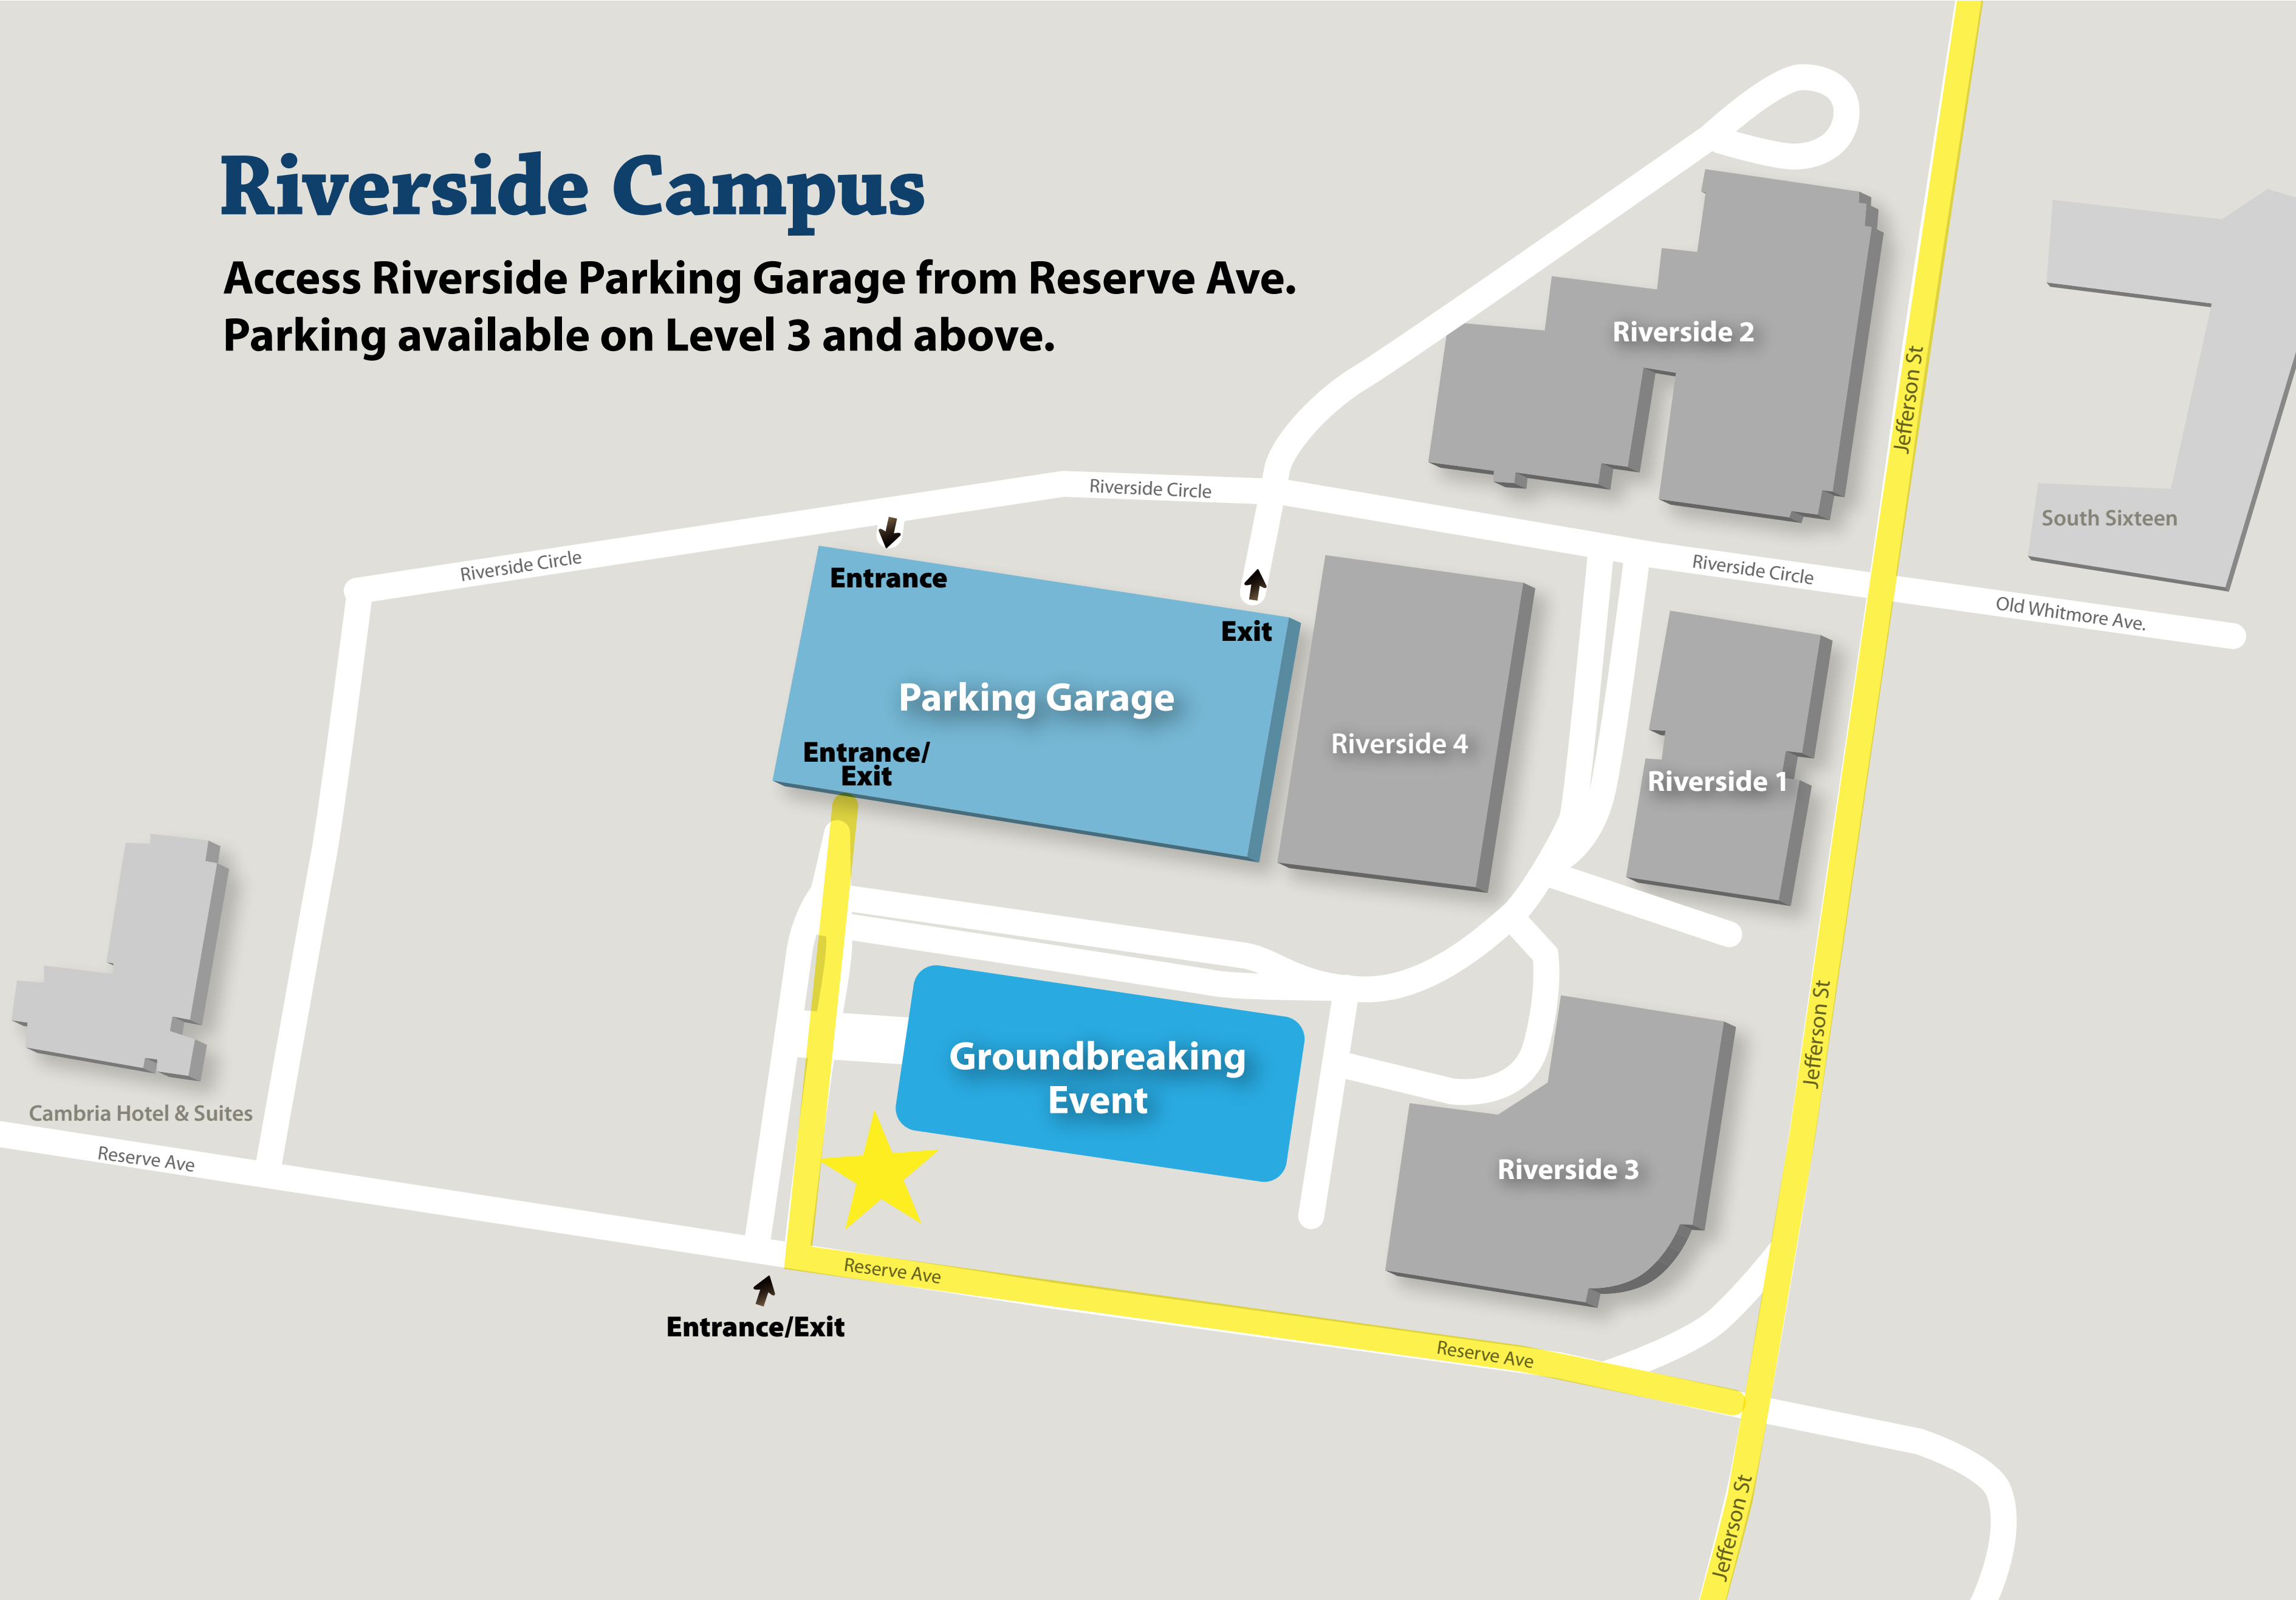 Riverside Campus
Access Riverside Parking Garage from Reserve Ave.
Parking available on Level 3 and above.
Riverside 2
Jefferson St
Riverside Circle
South Sixteen
Riverside Circle
Riverside Circle
Old Whitmore Ave.
Entrance
Exit
Parking Garage
Riverside 4
Entrance/
Exit
Riverside 1
Jefferson St
Groundbreaking
Event
Cambria Hotel & Suites
Reserve Ave
Riverside 3
Reserve Ave
Entrance/Exit
Reserve Ave
Jefferson St